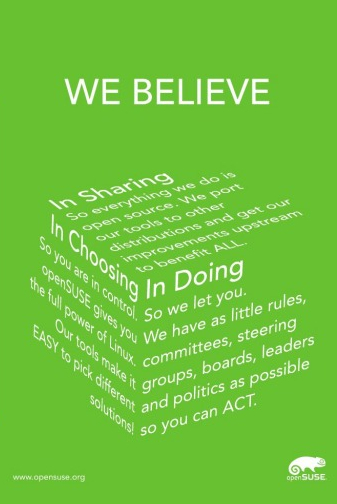 WE BELIEVE
In Sharing
So everything we do is
open source. We port
our tools to other
distributions and get our
improvements upstream
to benefit ALL.
In Choosing
So you are in control.
openSUSE gives you
the full power of Linux.
Our tools make it
EASY to pick different
solutions!
In Doing
So we let you.
We have as little rules,
committees, steering
groups, boards, leaders
and politics as possible
so you can ACT.
www.opensuse.org
openSUSE